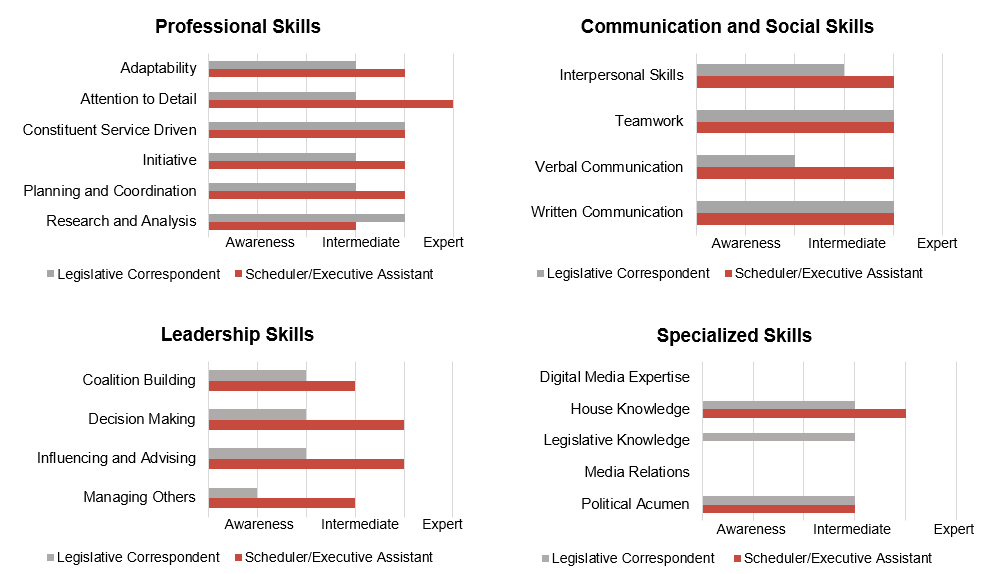 Professional Skills
Adaptability
Attention to Detail
Constituent Service Driven
Initiative
Planning and Coordination
Research and Analysis
Awareness Intermediate Expert
Legislative Correspondent Scheduler/Executive Assistant
Communication and Social Skills
Interpersonal Skills
Teamwork
Verbal Communication
Written Communication
Awareness Intermediate Expert
Legislative Correspondent Scheduler/Executive Assistant
Leadership Skills
Coalition Building
Decision Making
Influencing and Advising
Managing Others
Awareness Intermediate Expert
Legislative Correspondent Scheduler/Executive Assistant
Specialized Skills
Digital Media Expertise
House Knowledge
Legislative Knowledge
Media Relations
Political Acumen
Awareness Intermediate Expert
Legislative Correspondent Scheduler/Executive Assistant